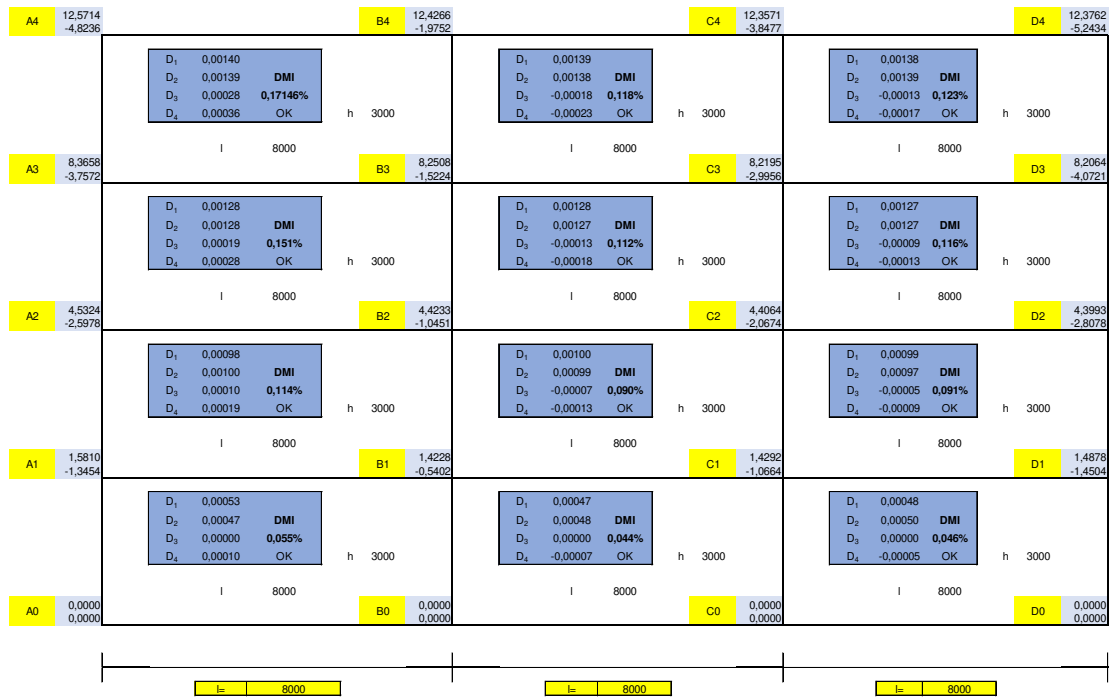 A4 12,5714 B4 12,4266 C4 12,3571 D4 12,3762
-4,8236 -1,9752 -3,8477 -5,2434
D₁ 0,00140 D₁ 0,00139 D₁ 0,00138
D₂ 0,00139 DMI D₂ 0,00138 DMI D₂ 0,00139 DMI
D₃ 0,00028 0,17146% D₃ -0,00018 0,118% D₃ -0,00013 0,123%
D₄ 0,00036 OK h 3000 D₄ -0,00023 OK h 3000 D₄ -0,00017 OK h 3000
l 8000 l 8000 l 8000
A3 8,3658 B3 8,2508 C3 8,2195 D3 8,2064
-3,7572 -1,5224 -2,9956 -4,0721
D₁ 0,00128 D₁ 0,00128 D₁ 0,00127
D₂ 0,00128 DMI D₂ 0,00127 DMI D₂ 0,00127 DMI
D₃ 0,00019 0,151% D₃ -0,00013 0,112% D₃ -0,00009 0,116%
D₄ 0,00028 OK h 3000 D₄ -0,00018 OK h 3000 D₄ -0,00013 OK h 3000
l 8000 l 8000 l 8000
A2 4,5324 B2 4,4233 C2 4,4064 D2 4,3993
-2,5978 -1,0451 -2,0674 -2,8078
D₁ 0,00098 D₁ 0,00100 D₁ 0,00099
D₂ 0,00100 DMI D₂ 0,00099 DMI D₂ 0,00097 DMI
D₃ 0,00010 0,114% D₃ -0,00007 0,090% D₃ -0,00005 0,091%
D₄ 0,00019 OK h 3000 D₄ -0,00013 OK h 3000 D₄ -0,00009 OK h 3000
l 8000 l 8000 l 8000
A1 1,5810 B1 1,4228 C1 1,4292 D1 1,4878
-1,3454 -0,5402 -1,0664 -1,4504
D₁ 0,00053 D₁ 0,00047 D₁ 0,00048
D₂ 0,00047 DMI D₂ 0,00048 DMI D₂ 0,00050 DMI
D₃ 0,00000 0,055% D₃ 0,00000 0,044% D₃ 0,00000 0,046%
D₄ 0,00010 OK h 3000 D₄ -0,00007 OK h 3000 D₄ -0,00005 OK h 3000
l 8000 l 8000 l 8000
A0 0,0000 B0 0,0000 C0 0,0000 D0 0,0000
0,0000 0,0000 0,0000 0,0000
l= 8000 l= 8000 l= 8000